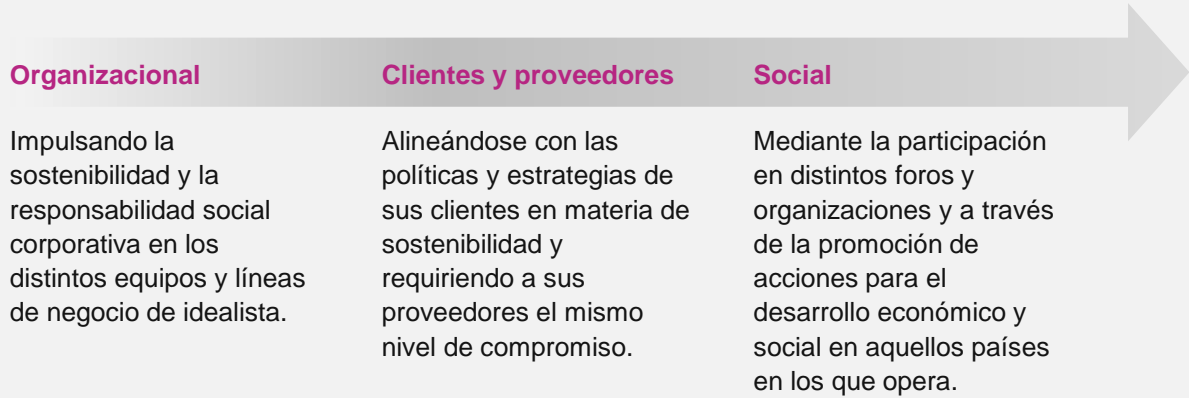 Organizacional
Impulsando la
sostenibilidad y la
responsabilidad social
corporativa en los
distintos equipos y líneas
de negocio de idealista.
Clientes y proveedores
Alineándose con las
políticas y estrategias de
sus clientes en materia de
sostenibilidad y
requiriendo a sus
proveedores el mismo
nivel de compromiso.
Social
Mediante la participación
en distintos foros y
organizaciones y a través
de la promoción de
acciones para el
desarrollo económico y
social en aquellos países
en los que opera.